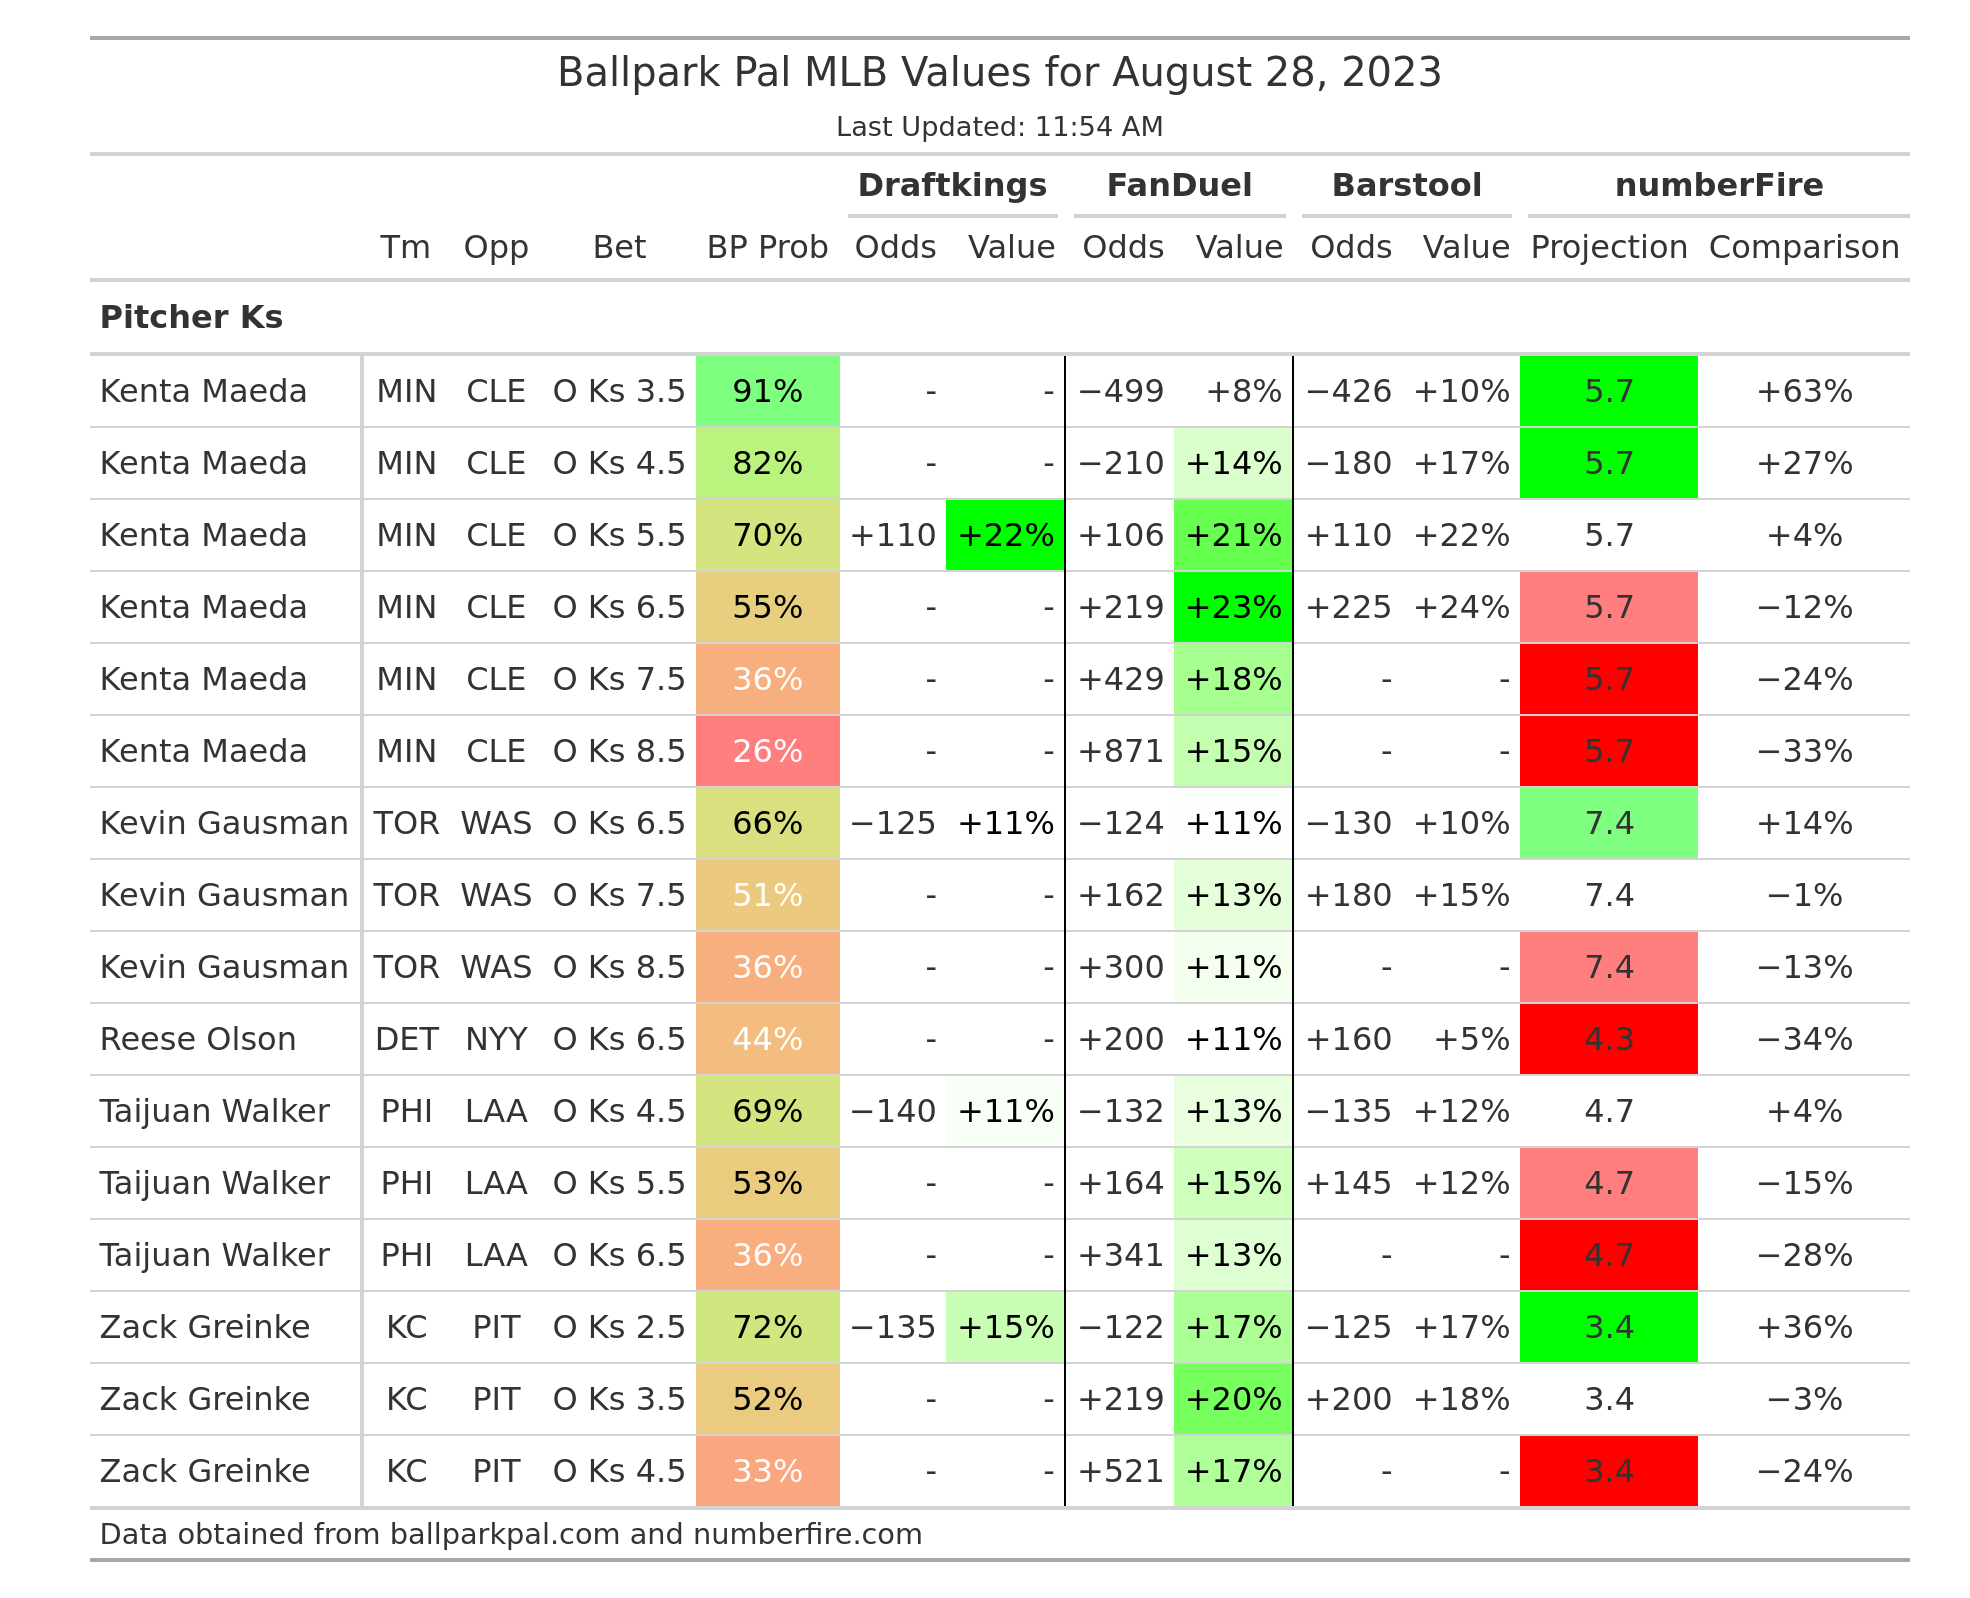 Ballpark Pal MLB Values for August 28, 2023
Last Updated: 11:54 AM
Draftkings FanDuel Barstool numberFire
Tm Opp Bet BP Prob Odds Value Odds Value Odds Value Projection Comparison
Pitcher Ks
Kenta Maeda MIN CLE O Ks 3.5 91% - - −499 +8% −426 +10% 5.7 +63%
Kenta Maeda MIN CLE O Ks 4.5 82% - - −210 +14% −180 +17% 5.7 +27%
Kenta Maeda MIN CLE O Ks 5.5 70% +110 +22% +106 +21% +110 +22% 5.7 +4%
Kenta Maeda MIN CLE O Ks 6.5 55% - - +219 +23% +225 +24% 5.7 −12%
Kenta Maeda MIN CLE O Ks 7.5 36% - - +429 +18% - - 5.7 −24%
Kenta Maeda MIN CLE O Ks 8.5 26% - - +871 +15% - - 5.7 −33%
Kevin Gausman TOR WAS O Ks 6.5 66% −125 +11% −124 +11% −130 +10% 7.4 +14%
Kevin Gausman TOR WAS O Ks 7.5 51% - - +162 +13% +180 +15% 7.4 −1%
Kevin Gausman TOR WAS O Ks 8.5 36% - - +300 +11% - - 7.4 −13%
Reese Olson DET NYY O Ks 6.5 44% - - +200 +11% +160 +5% 4.3 −34%
Taijuan Walker PHI LAA O Ks 4.5 69% −140 +11% −132 +13% −135 +12% 4.7 +4%
Taijuan Walker PHI LAA O Ks 5.5 53% - - +164 +15% +145 +12% 4.7 −15%
Taijuan Walker PHI LAA O Ks 6.5 36% - - +341 +13% - - 4.7 −28%
Zack Greinke KC PIT O Ks 2.5 72% −135 +15% −122 +17% −125 +17% 3.4 +36%
Zack Greinke KC PIT O Ks 3.5 52% - - +219 +20% +200 +18% 3.4 −3%
Zack Greinke KC PIT O Ks 4.5 33% - - +521 +17% - - 3.4 −24%
Data obtained from ballparkpal.com and numberfire.com